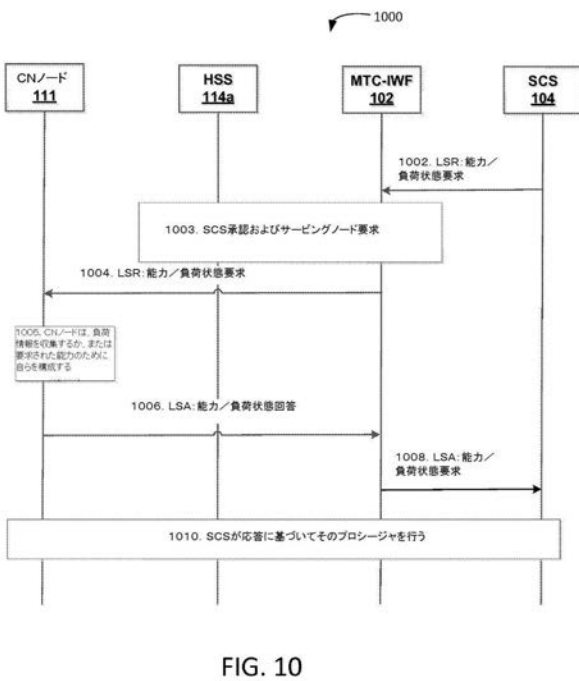 1000
CNノード
111
HSS
114a
MTC-IWF
102
SCS
104
1002. LSR:能力/
負荷状態要求
1003. SCS承認およびサービングノード要求
1004. LSR:能力/負荷状態要求
1005. CNノードは、負荷
情報を収集するか、または
要求された能力のために
自らを構成する
1006. LSA:能力/負荷状態回答
1008. LSA:能力/
負荷状態要求
1010. SCSが応答に基づいてそのプロシージャを行う
FIG. 10